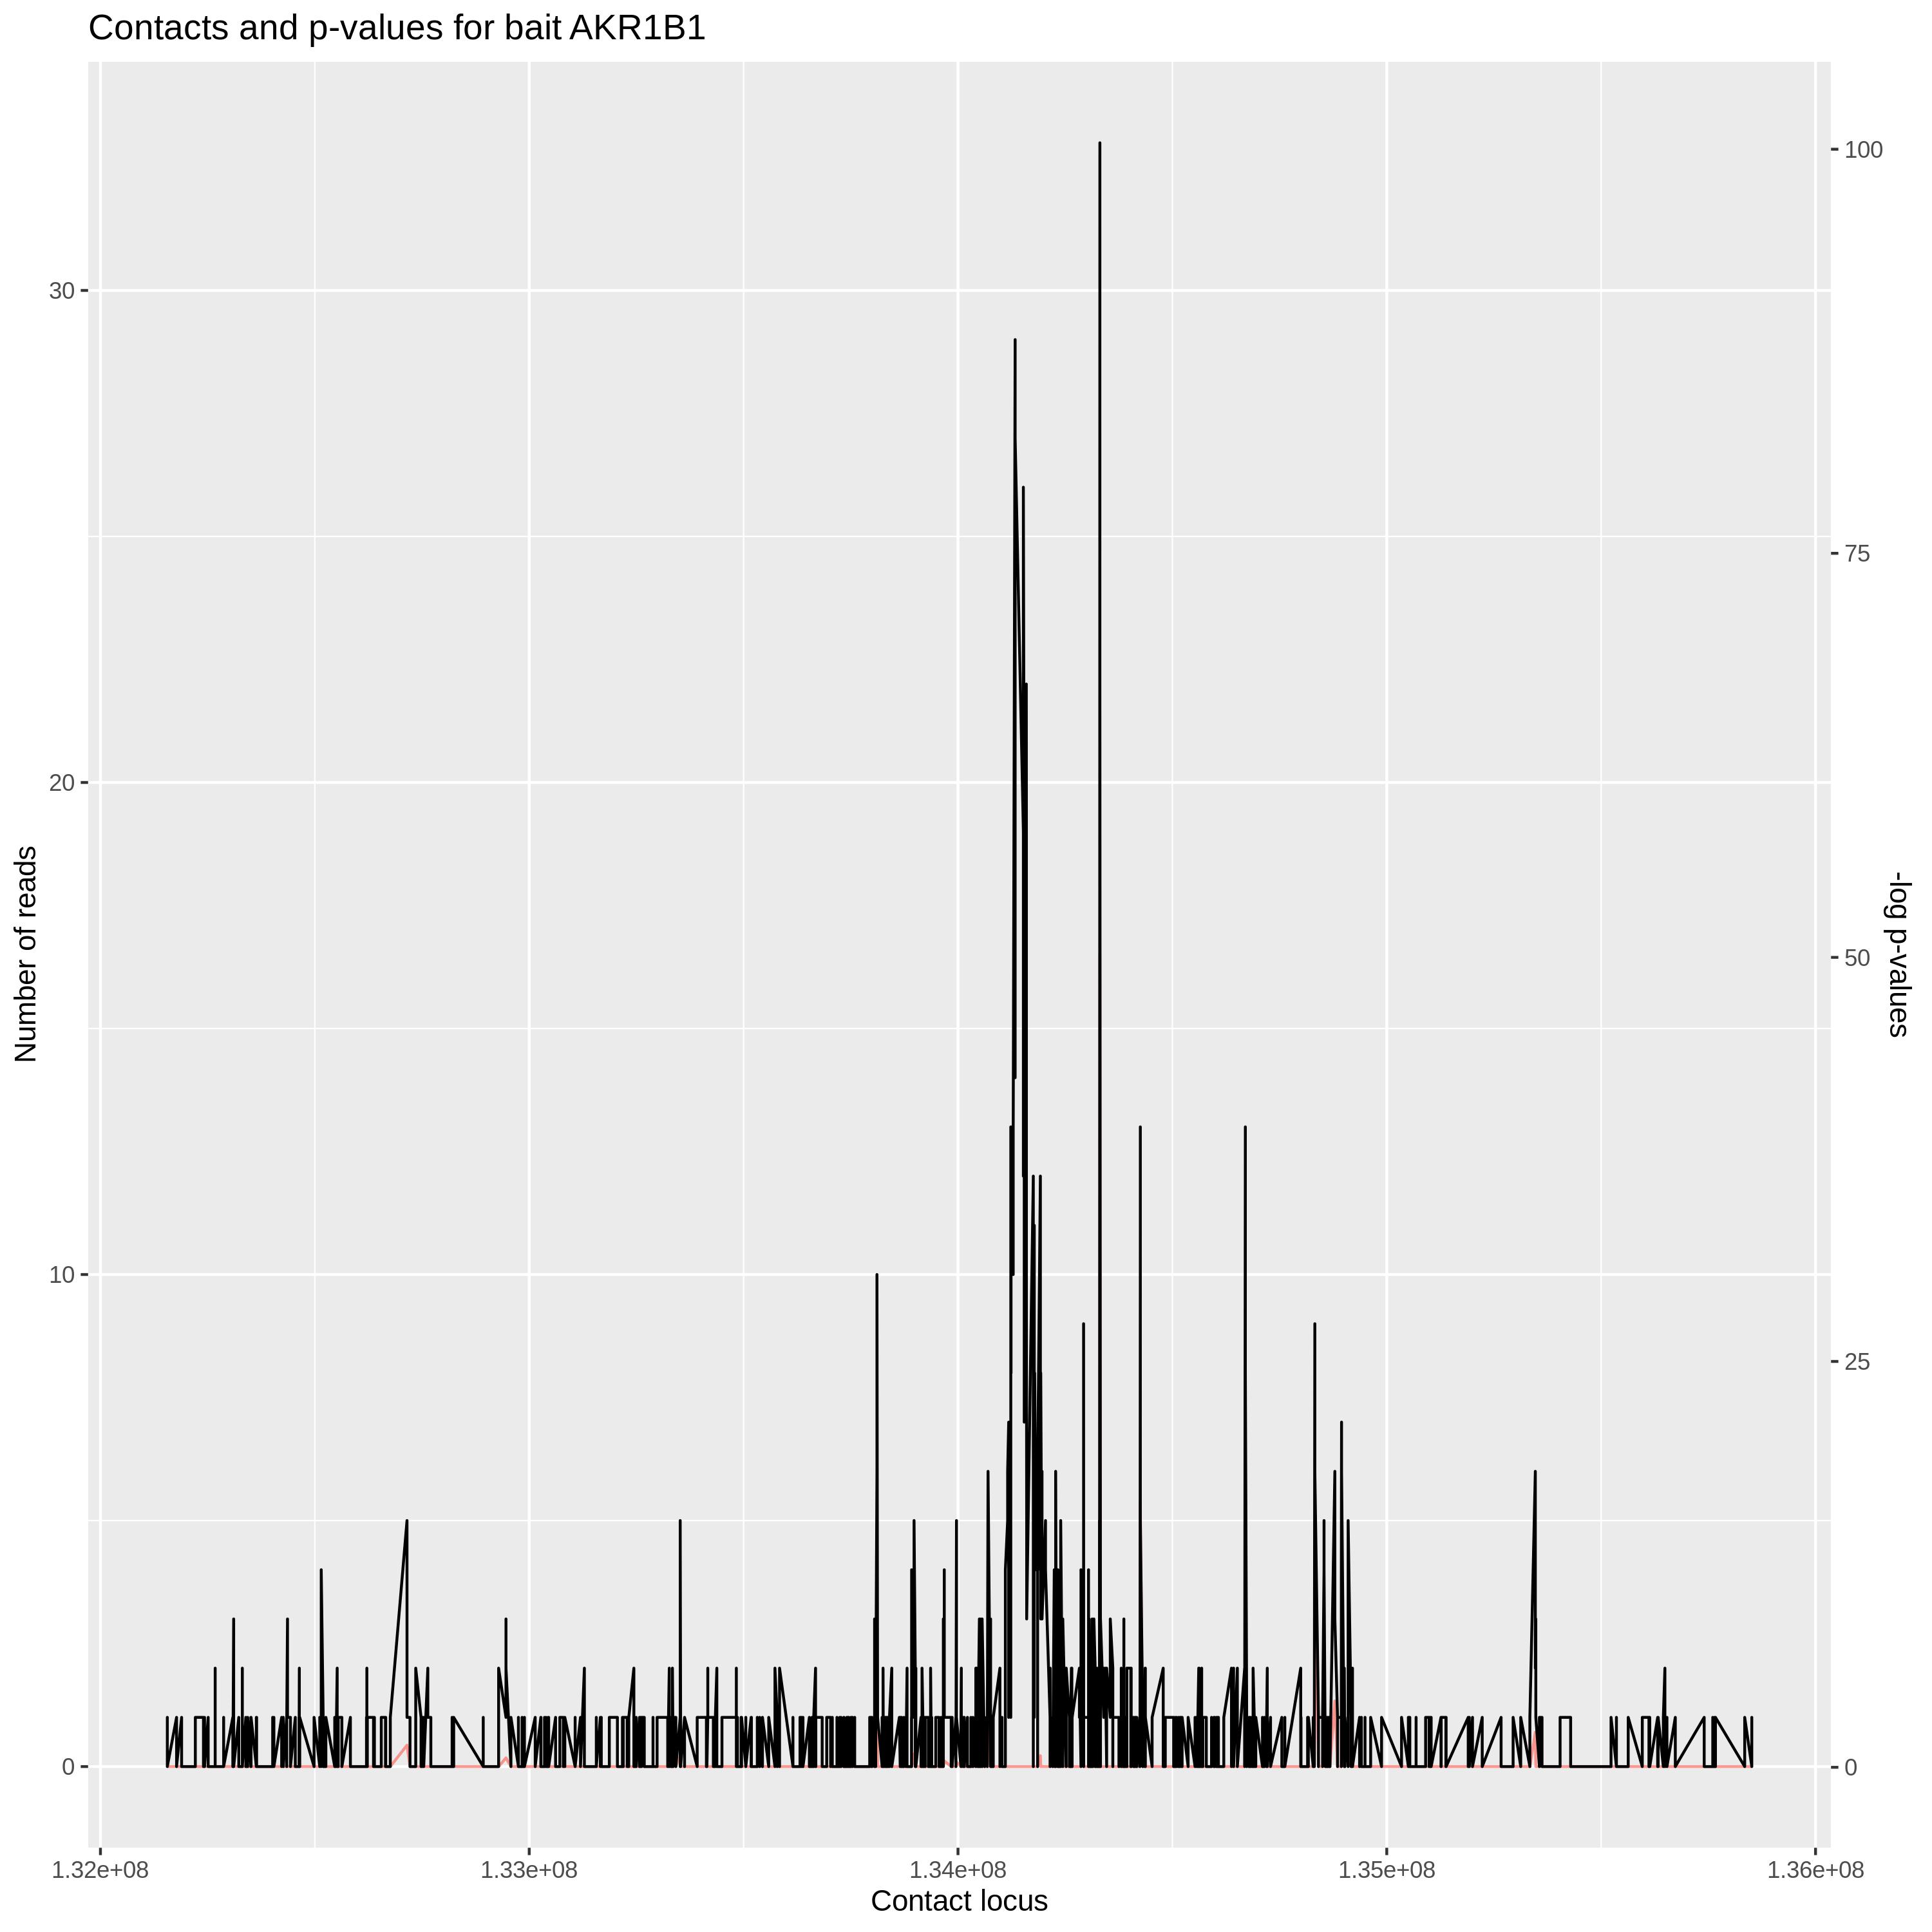 Contacts and p-values for bait AKR1B1
30
20
10
0
Number of reads
100
75
50
25
0
-log p-values
1.32e+08
1.33e+08
1.34e+08
1.35e+08
1.36e+08
Contact locus